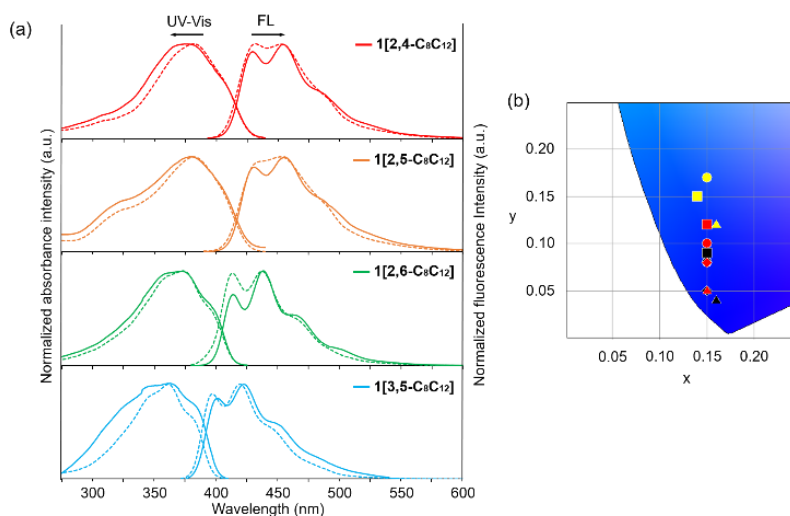 (a)
UV-Vis
FL
1[2,4-C₈C₁₂]
1[2,5-C₈C₁₂]
1[2,6-C₈C₁₂]
1[3,5-C₈C₁₂]
Normalized absorbance intensity (a.u.)
Normalized fluorescence Intensity (a.u.)
300 350 400 450 500 550 600
Wavelength (nm)
(b)
0.20
0.15
0.10
0.05
y
0.05 0.10 0.15 0.20
x